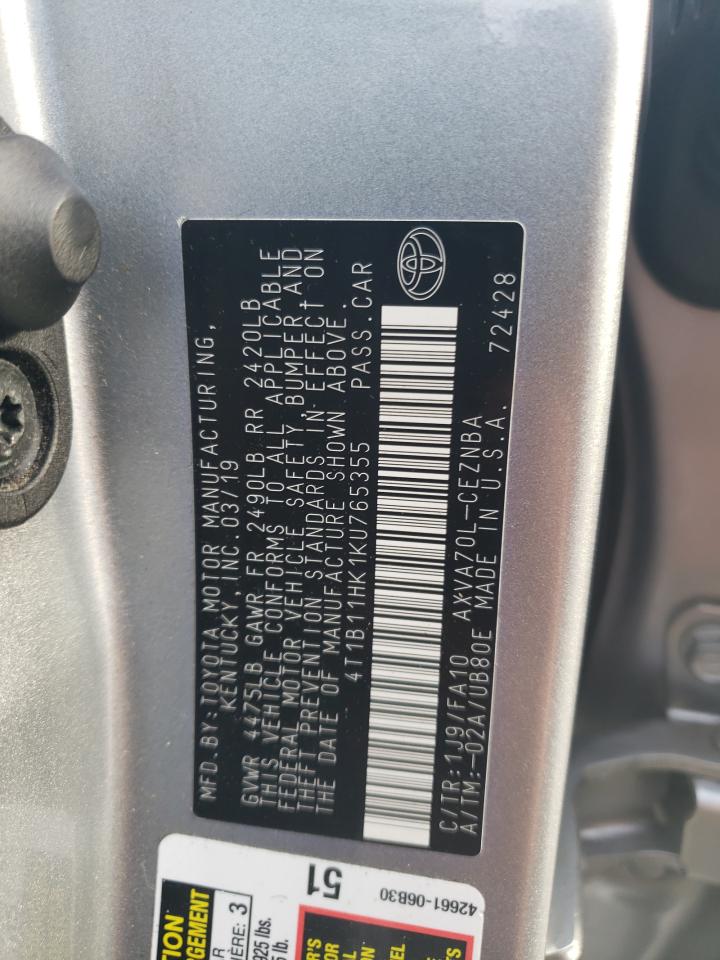 MFD.BY:TOYOTA MOTOR MANUFACTURING,
KENTUCKY, INC.03/19
GVWR 4475LB GAWR FR 2490LB RR 2420LB
THIS VEHICLE CONFORMS TO ALL APPLICABLE
FEDERAL MOTOR VEHICLE SAFETY, BUMPER AND
THEFT PREVENTION STANDARDS IN EFFECT ON
THE DATE OF MANUFACTURE SHOWN ABOVE.
4T1B11HK1KU765355 PASS.CAR
C/TR:1J9/FA10 AXVA70L-CEZNBA
A/TM:-02A/UB80E MADE IN U.S.A. 72428
51
42661-06B30
3
925 lbs.